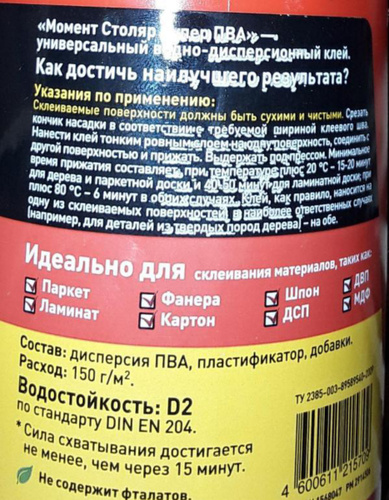 «Момент Столяр Супер ПВА» —
универсальный водно-дисперсионный клей.
Как достичь наилучшего результата?
Указания по применению:
Склеиваемые поверхности должны быть сухими и чистыми. Срезать
кончик насадки в соответствии с требуемой шириной клеевого шва.
Нанести клей тонким ровным слоем на одну поверхность, соединить с
другой поверхностью и прижать. Выдержать под прессом. Минимальное
время прижатия составляет: при температуре плюс 20 °С – 15-20 минут
для дерева и паркетной доски и 40-60 минут для ламинатной доски; при
плюс 80 °С – 6 минут в обоих случаях. Клей, как правило, наносится на
одну из склеиваемых поверхностей, в наиболее ответственных случаях
(например, для деталей из твердых пород дерева) – на обе.
Идеально для склеивания материалов, таких как:
Паркет Фанера Шпон ДВП
Ламинат Картон ДСП МДФ
Состав: дисперсия ПВА, пластификатор, добавки.
Расход: 150 г/м².
Водостойкость: D2
по стандарту DIN EN 204.
*Сила схватывания достигается
не менее, чем через 15 минут.
Не содержит фталатов.
ТУ 2385-003-89589540-2009
4 600611 21570